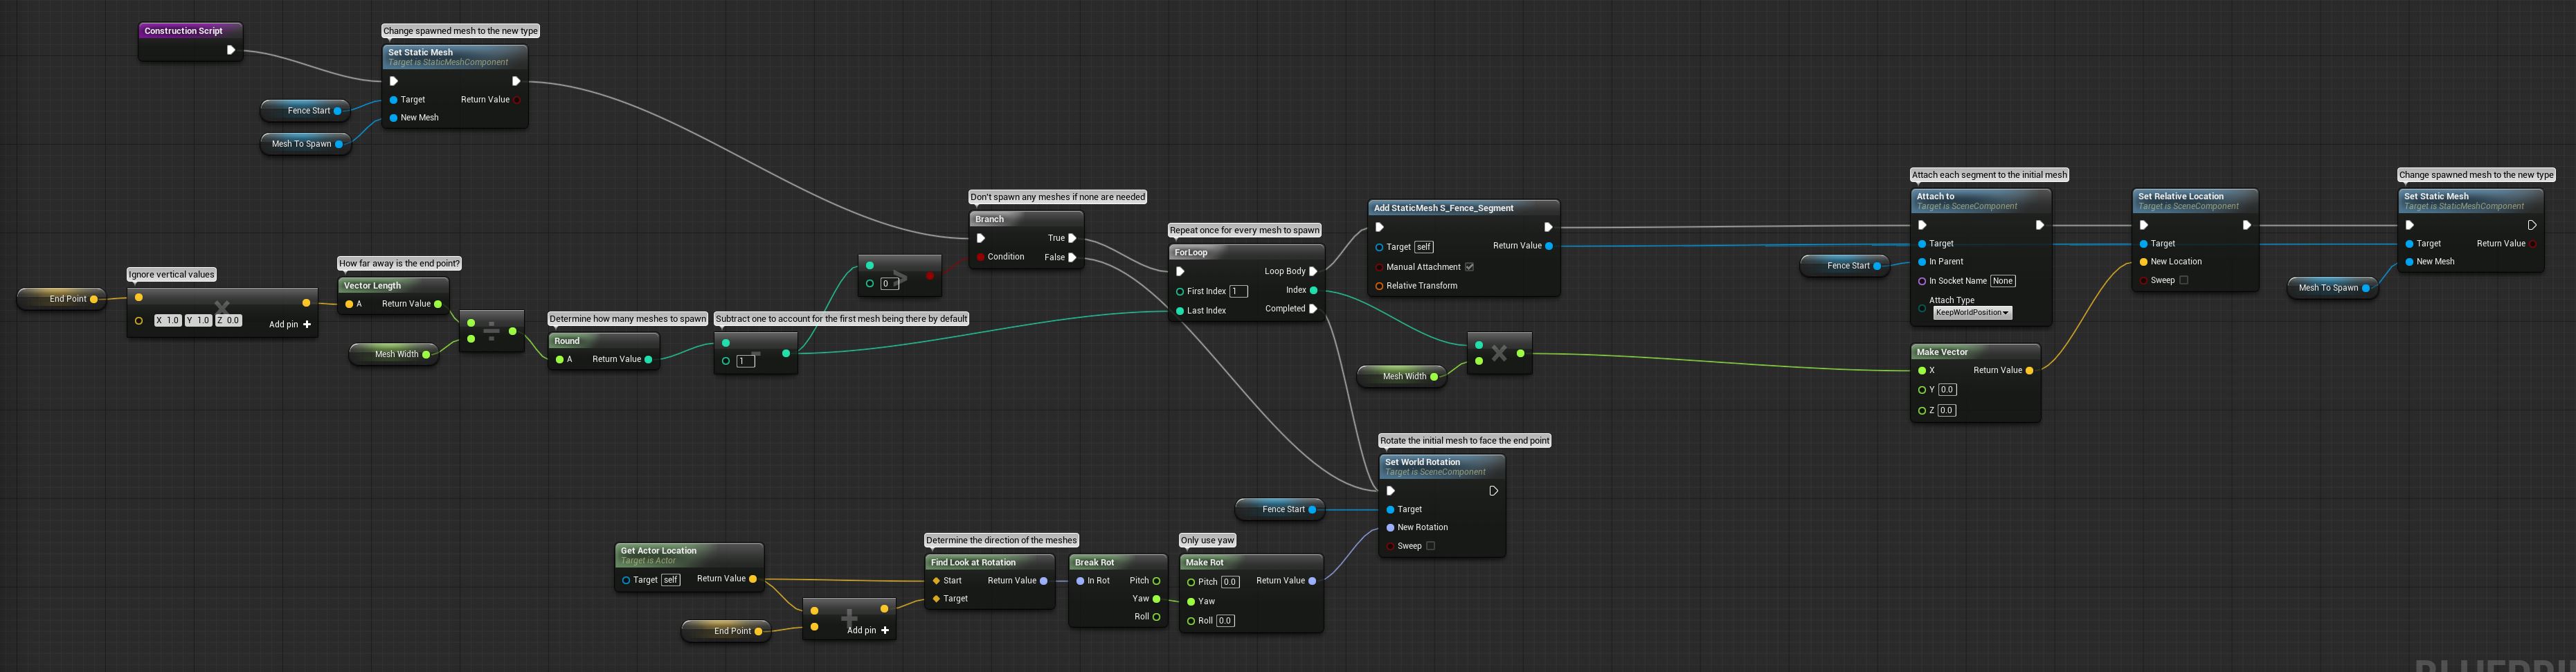 Construction Script
Change spawned mesh to the new type
Set Static Mesh
Target is StaticMeshComponent
Target
Return Value
New Mesh
Fence Start
Mesh To Spawn
End Point
Ignore vertical values
X 1.0 Y 1.0 Z 0.0
Add pin +
How far away is the end point?
Vector Length
A
Return Value
Mesh Width
÷
Determine how many meshes to spawn
Round
A
Return Value
Subtract one to account for the first mesh being there by default
-
1
>
0
Don't spawn any meshes if none are needed
Branch
True
Condition
False
Repeat once for every mesh to spawn
ForLoop
Loop Body
First Index 1
Index
Last Index
Completed
Add StaticMesh S_Fence_Segment
Target self
Return Value
Manual Attachment
Relative Transform
Mesh Width
×
Fence Start
Attach each segment to the initial mesh
Attach to
Target is SceneComponent
Target
In Parent
In Socket Name None
Attach Type
KeepWorldPosition
Make Vector
X
Return Value
Y 0.0
Z 0.0
Set Relative Location
Target is SceneComponent
Target
New Location
Sweep
Mesh To Spawn
Change spawned mesh to the new type
Set Static Mesh
Target is StaticMeshComponent
Target
Return Value
New Mesh
Rotate the initial mesh to face the end point
Set World Rotation
Target is SceneComponent
Target
New Rotation
Sweep
Fence Start
Get Actor Location
Target is Actor
Target self
Return Value
End Point
+
Add pin +
Determine the direction of the meshes
Find Look at Rotation
Start
Return Value
Target
Break Rot
In Rot
Pitch
Yaw
Roll
Only use yaw
Make Rot
Pitch 0.0
Return Value
Yaw
Roll 0.0